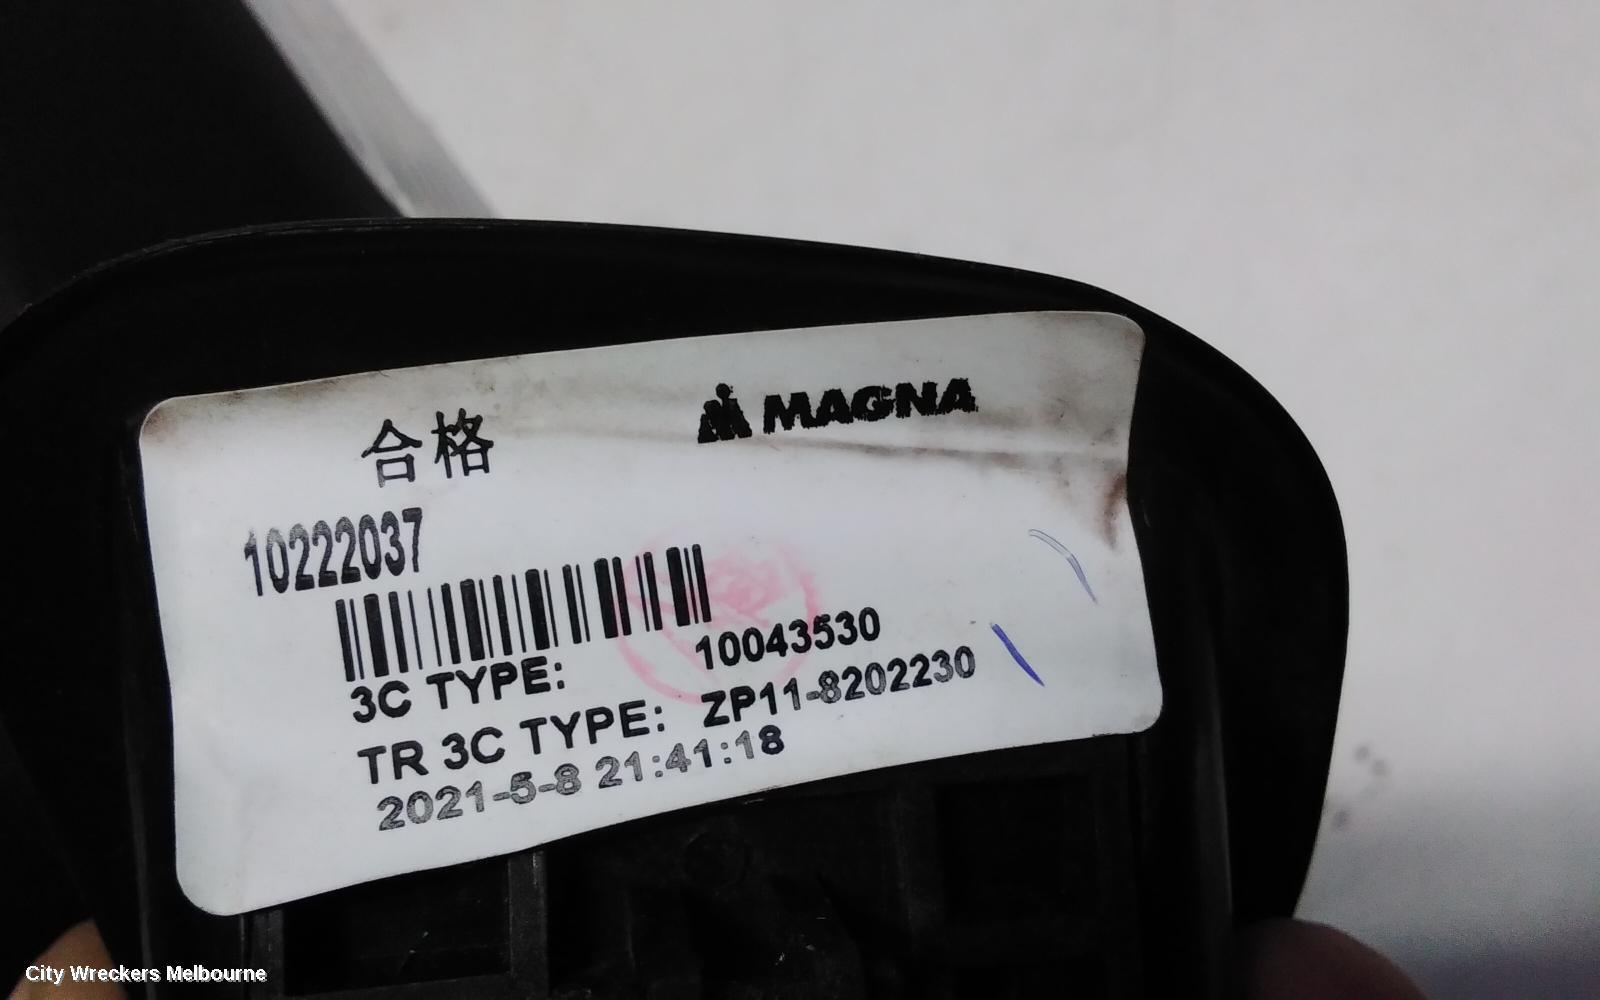 合格 MAGNA
10222037
3C TYPE: 10043530
TR 3C TYPE: ZP11-8202230
2021-5-8 21:41:18
City Wreckers Melbourne